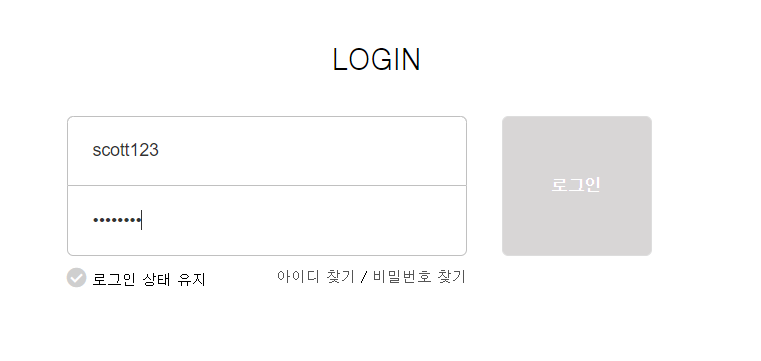 LOGIN
scott123
••••••••
로그인
로그인 상태 유지
아이디 찾기 / 비밀번호 찾기